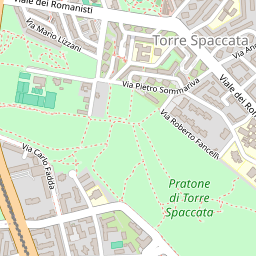 Viale dei Romanisti
Via Mario Lizzani
Torre Spaccata
Via Pietro Sommariva
Viale dei Ro
Via Roberto Fancelli
Via Carlo Fadda
Pratone
di Torre
Spaccata